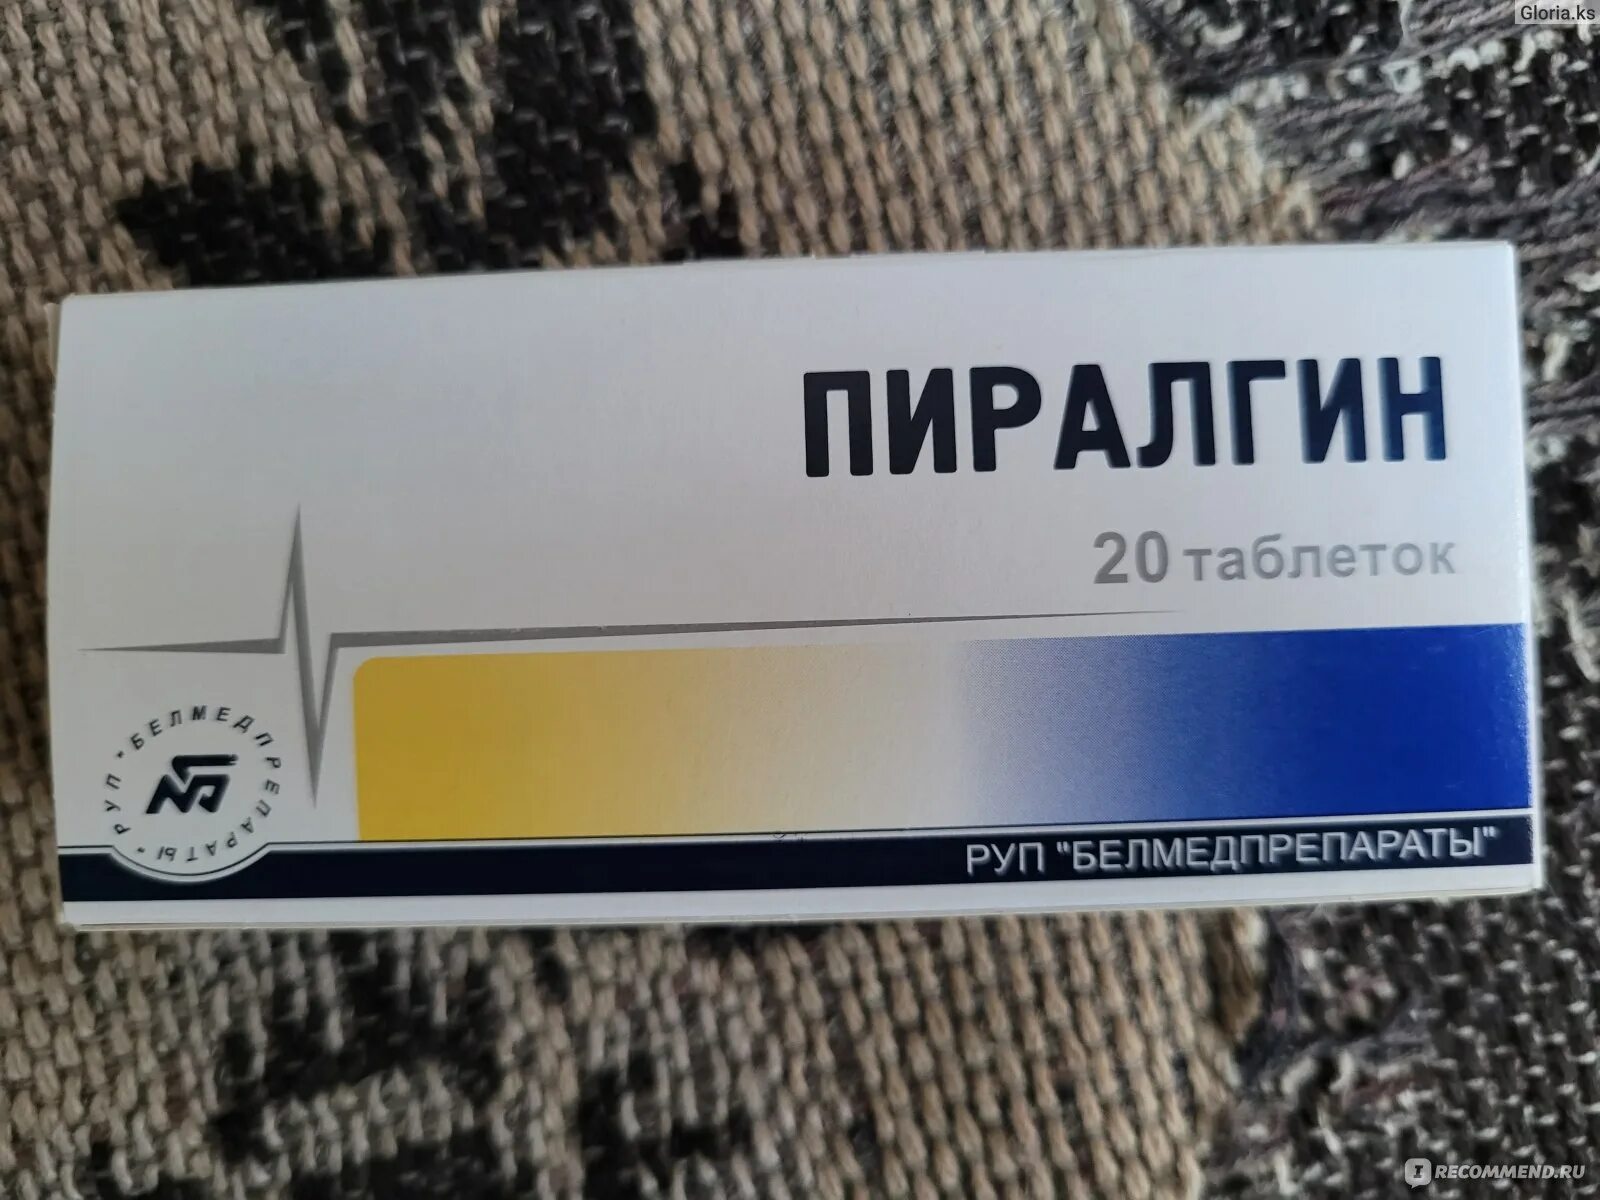 Gloria.ks
ПИРАЛГИН
20 таблеток
РУП "БЕЛМЕДПРЕПАРАТЫ"
РУП "БЕЛМЕДПРЕПАРАТЫ"
RECOMMEND.RU